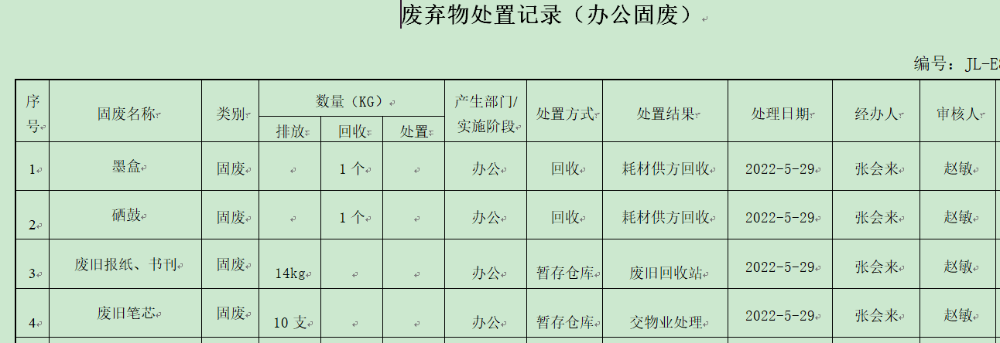 废弃物处置记录（办公固废）
编号：JL-E
序号 固废名称 类别 数量（KG） 产生部门/实施阶段 处置方式 处置结果 处理日期 经办人 审核人
排放 回收 处置
1 墨盒 固废 1个 办公 回收 耗材供方回收 2022-5-29 张会来 赵敏
2 硒鼓 固废 1个 办公 回收 耗材供方回收 2022-5-29 张会来 赵敏
3 废旧报纸、书刊 固废 14kg 办公 暂存仓库 废旧回收站 2022-5-29 张会来 赵敏
4 废旧笔芯 固废 10支 办公 暂存仓库 交物业处理 2022-5-29 张会来 赵敏